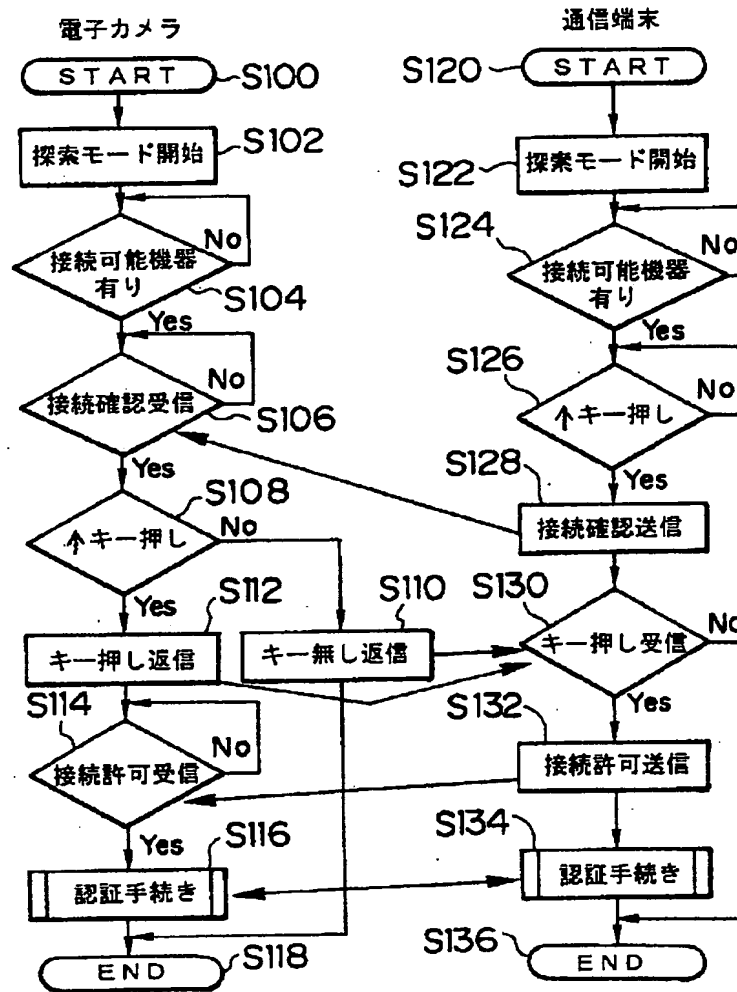 電子カメラ
START
S100
探索モード開始
S102
No
接続可能機器
有り
S104
Yes
No
接続確認受信
S106
Yes
S108
No
↑キー押し
Yes
S112
キー押し返信
S110
キー無し返信
S114
No
接続許可受信
Yes
S116
認証手続き
END
S118
通信端末
S120
START
S122
探索モード開始
S124
No
接続可能機器
有り
Yes
S126
No
↑キー押し
S128
Yes
接続確認送信
S130
No
キー押し受信
Yes
S132
接続許可送信
S134
認証手続き
S136
END